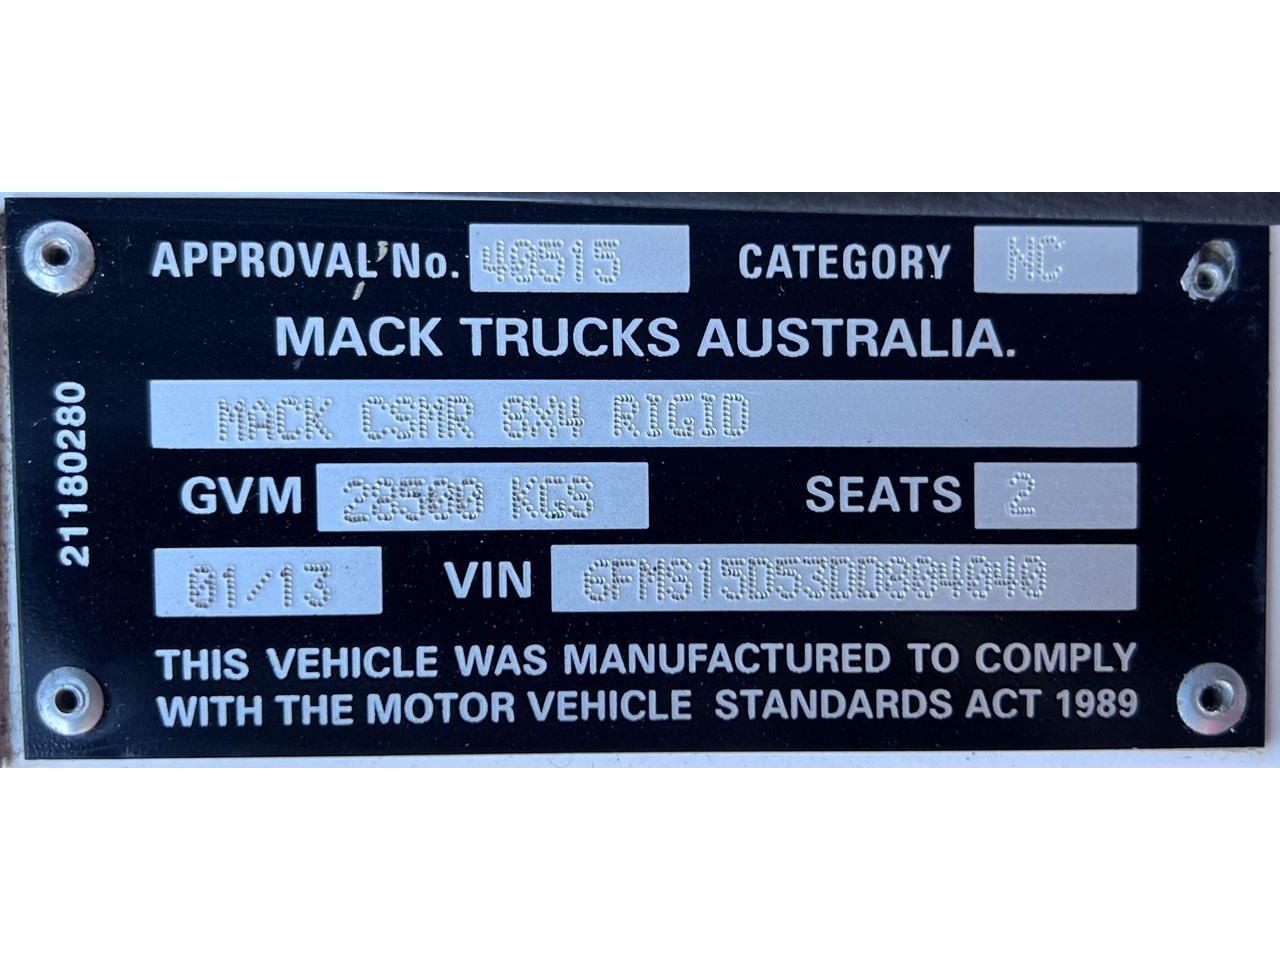 APPROVAL No. 40515 CATEGORY NC
MACK TRUCKS AUSTRALIA.
MACK CSMR 8X4 RIGID
GVM 28500 KGS SEATS 2
01/13 VIN 6FMS15D53DD804040
THIS VEHICLE WAS MANUFACTURED TO COMPLY
WITH THE MOTOR VEHICLE STANDARDS ACT 1989
21180280